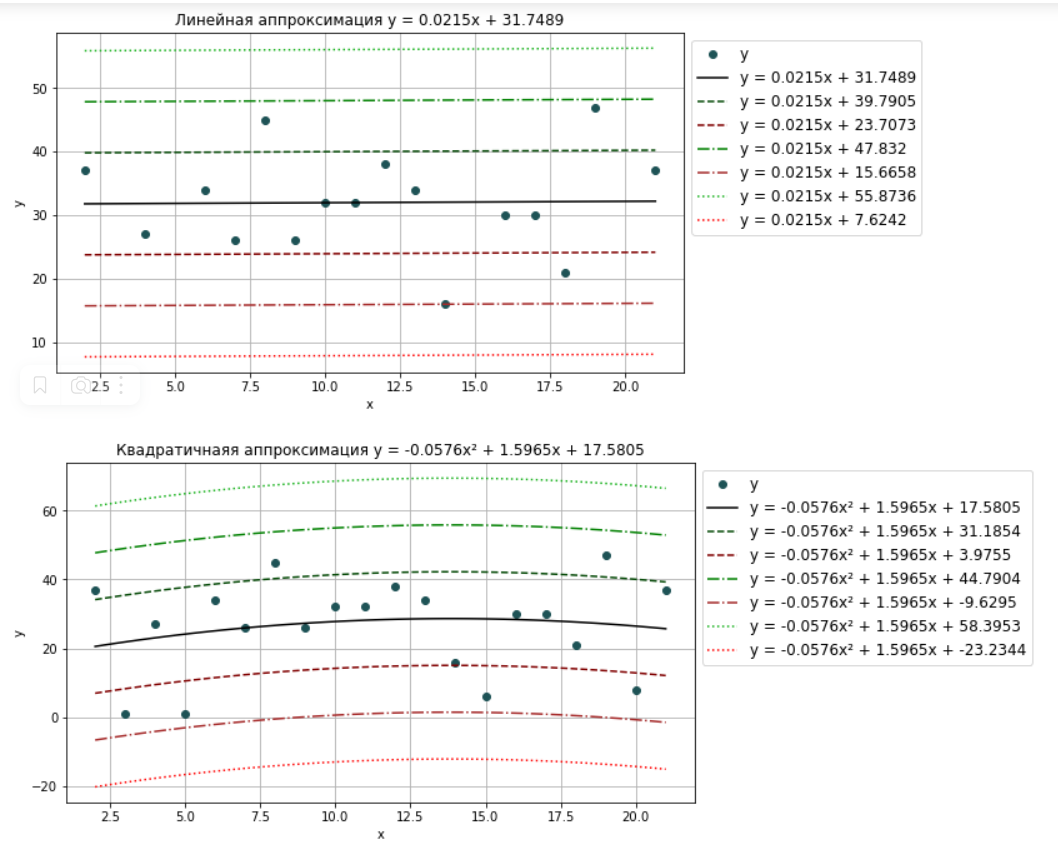 Линейная аппроксимация y = 0.0215x + 31.7489
50
40
30
20
10
y
2.5 5.0 7.5 10.0 12.5 15.0 17.5 20.0
x
y
y = 0.0215x + 31.7489
y = 0.0215x + 39.7905
y = 0.0215x + 23.7073
y = 0.0215x + 47.832
y = 0.0215x + 15.6658
y = 0.0215x + 55.8736
y = 0.0215x + 7.6242
Квадратичнаяя аппроксимация y = -0.0576x² + 1.5965x + 17.5805
60
40
20
0
−20
y
2.5 5.0 7.5 10.0 12.5 15.0 17.5 20.0
x
y
y = -0.0576x² + 1.5965x + 17.5805
y = -0.0576x² + 1.5965x + 31.1854
y = -0.0576x² + 1.5965x + 3.9755
y = -0.0576x² + 1.5965x + 44.7904
y = -0.0576x² + 1.5965x + -9.6295
y = -0.0576x² + 1.5965x + 58.3953
y = -0.0576x² + 1.5965x + -23.2344